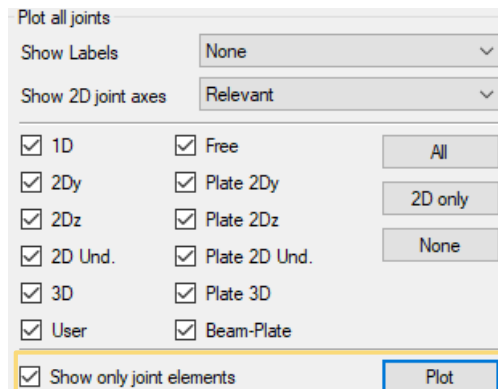 Plot all joints
Show Labels None
Show 2D joint axes Relevant
1D Free All
2Dy Plate 2Dy 2D only
2Dz Plate 2Dz
2D Und. Plate 2D Und. None
3D Plate 3D
User Beam-Plate
Show only joint elements Plot